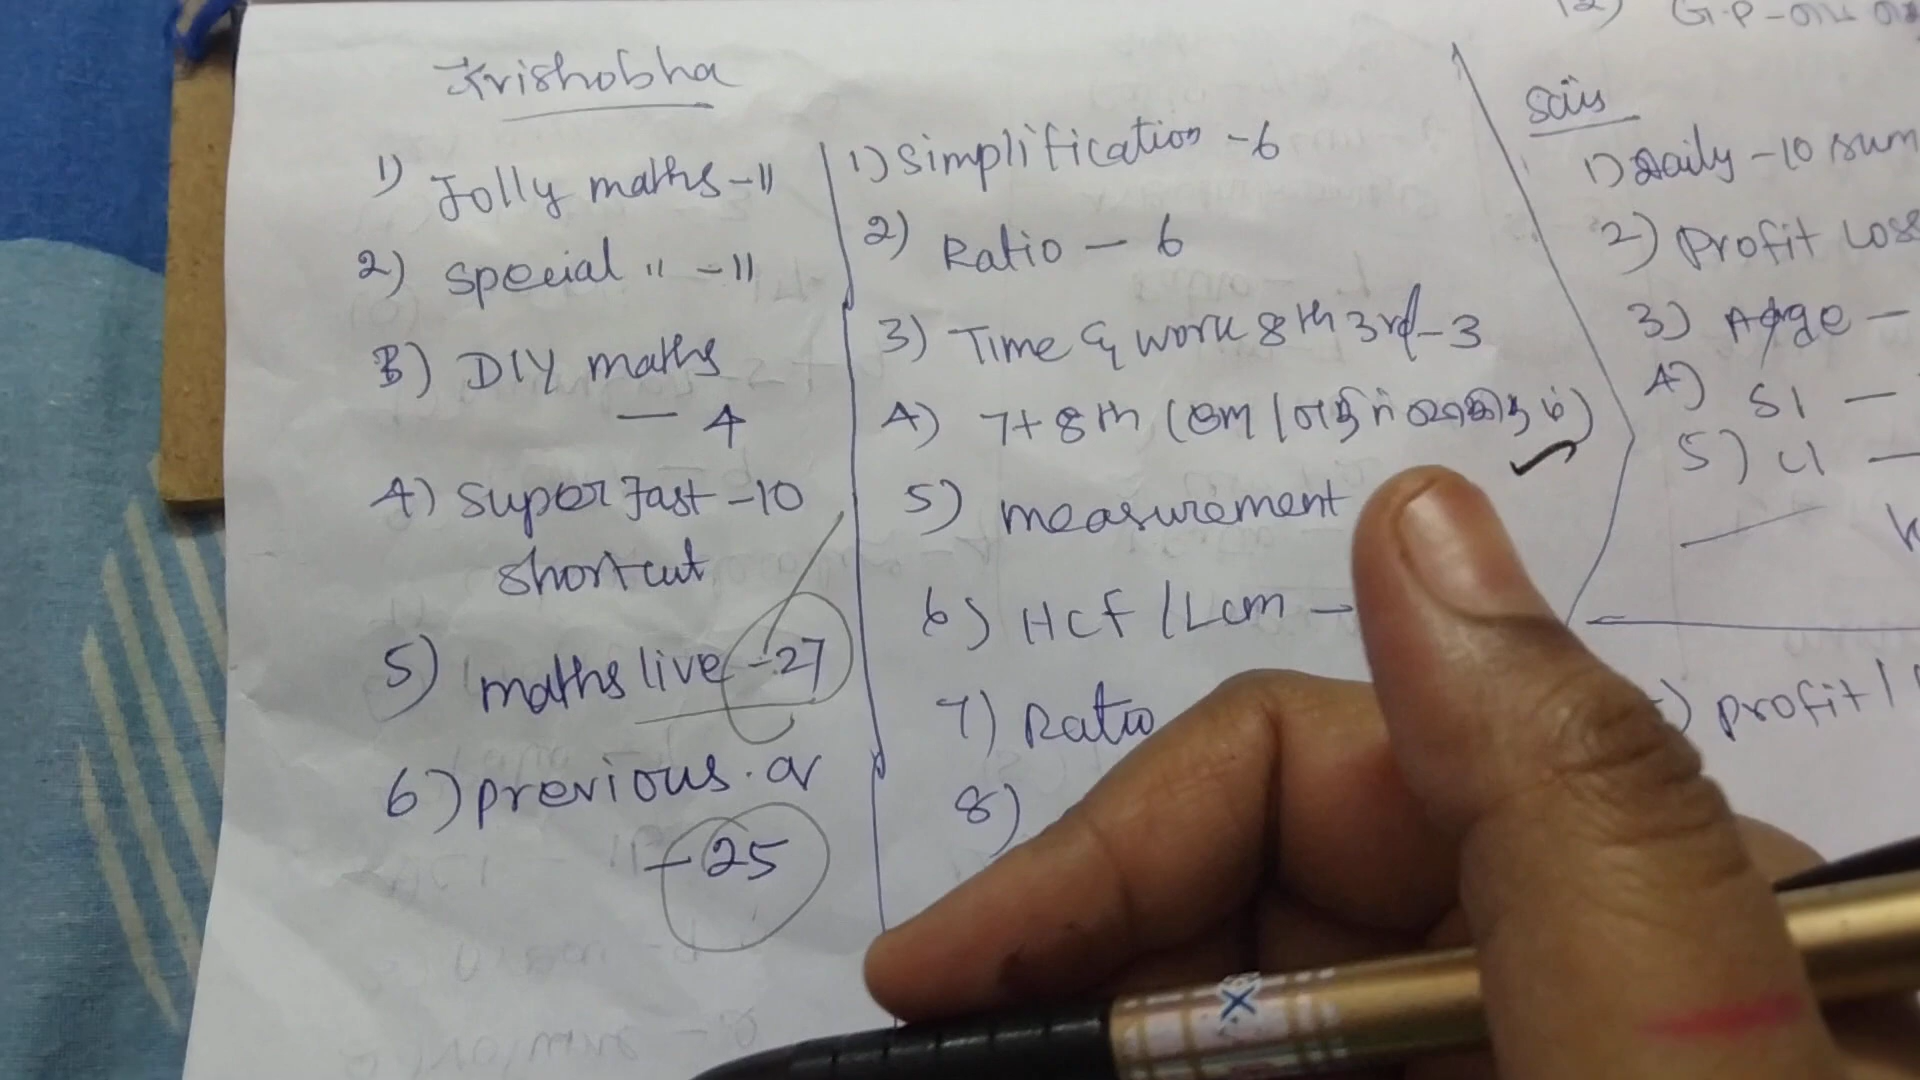 Krishobha
1) Jolly maths - 11
2) special " - 11
3) DIY maths
— 4
4) super fast - 10
shortcut
5) maths live - 27
6) previous . Qr
— 25
1) simplification - 6
2) Ratio — 6
3) Time & work 8th 3rd - 3
4) 7+8th (
5) measurement
6) HCF / Lcm -
7) Ratio
8)
12) G.P -
1) Daily - 10 sum
2) Profit Loss
3) Age —
4) SI —
5) CI —
) profit /